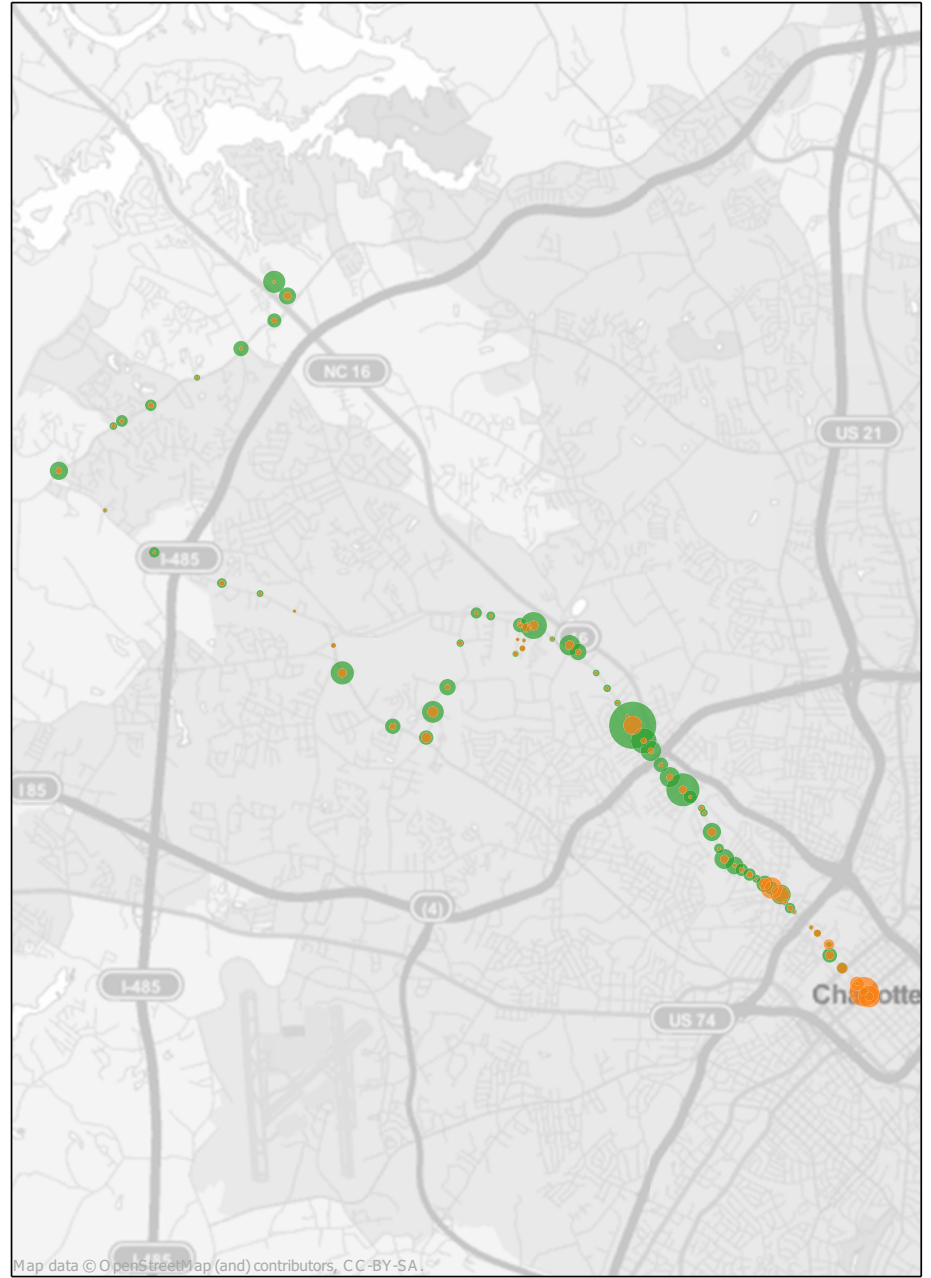 NC 16
US 21
I-485
I 85
(4)
I-485
Charlotte
US 74
I-485
Map data © OpenStreetMap (and) contributors, CC-BY-SA.